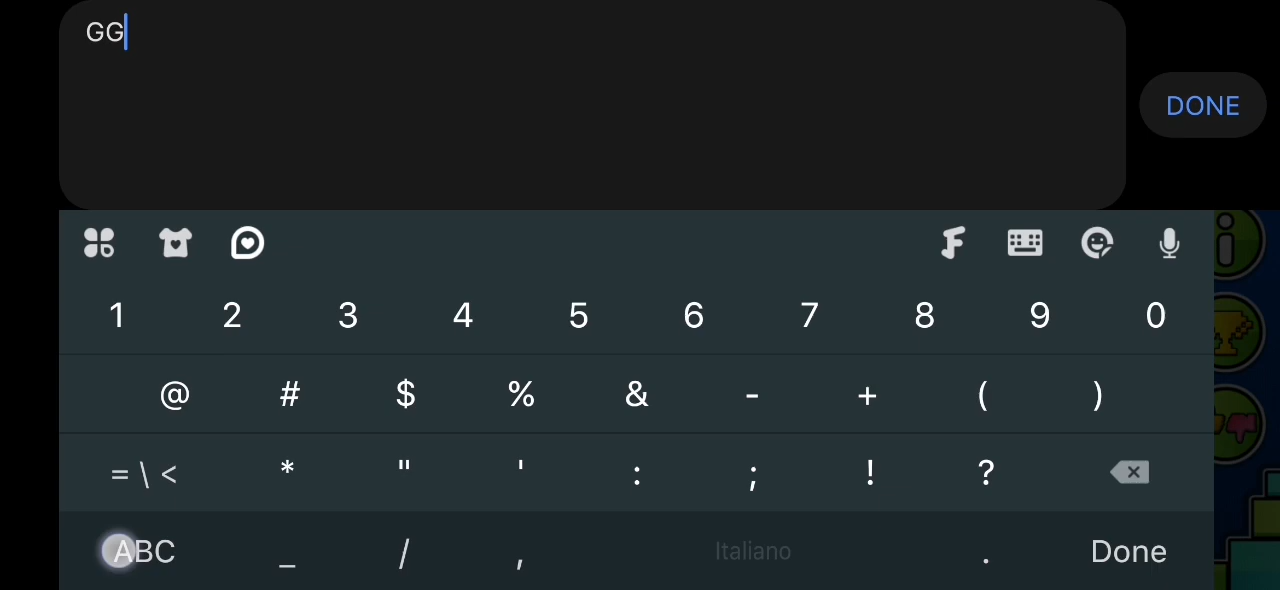 GG
DONE
1 2 3 4 5 6 7 8 9 0
@ # $ % & - + ( )
= \ < * " ' : ; ! ?
ABC _ / , Italiano . Done